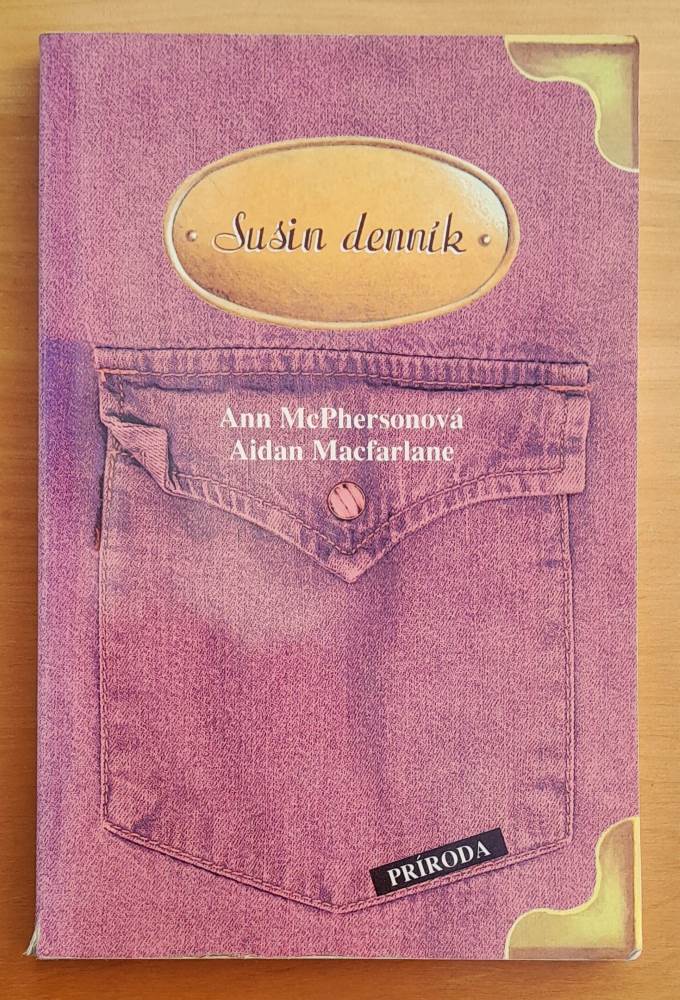 Susin denník
Ann McPhersonová
Aidan Macfarlane
PRÍRODA